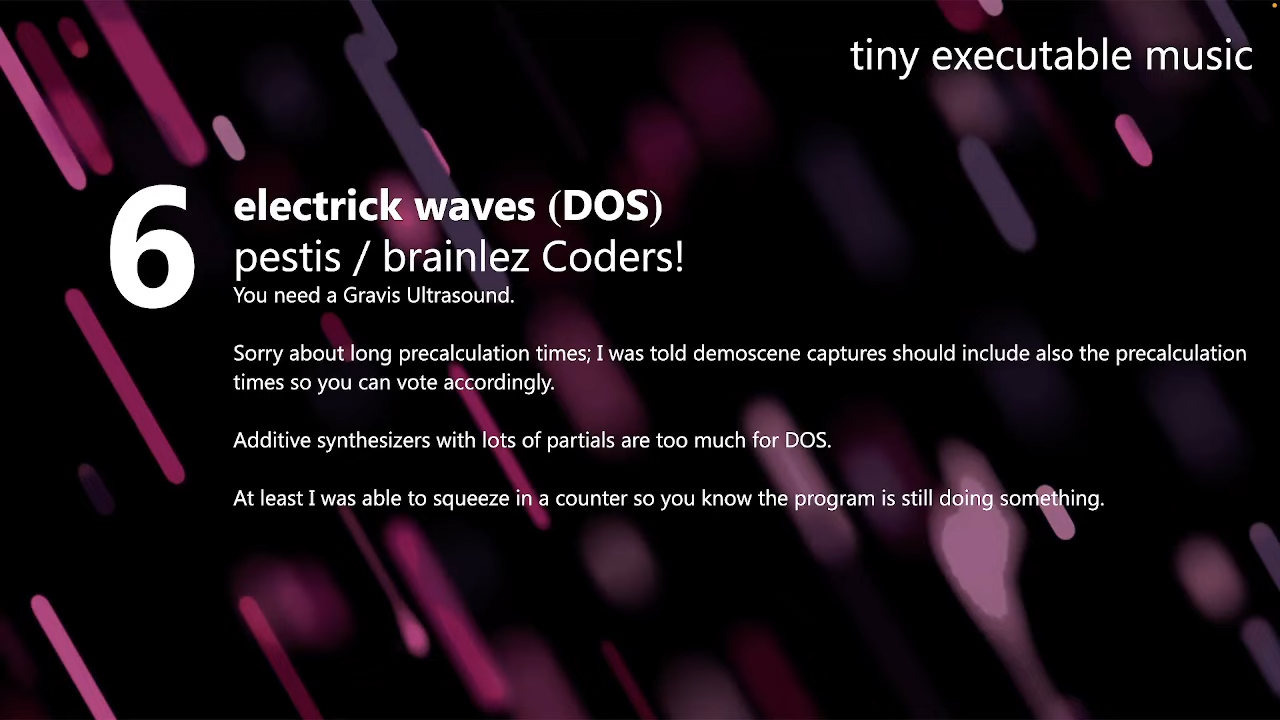 tiny executable music
6
electrick waves (DOS)
pestis / brainlez Coders!
You need a Gravis Ultrasound.
Sorry about long precalculation times; I was told demoscene captures should include also the precalculation
times so you can vote accordingly.
Additive synthesizers with lots of partials are too much for DOS.
At least I was able to squeeze in a counter so you know the program is still doing something.